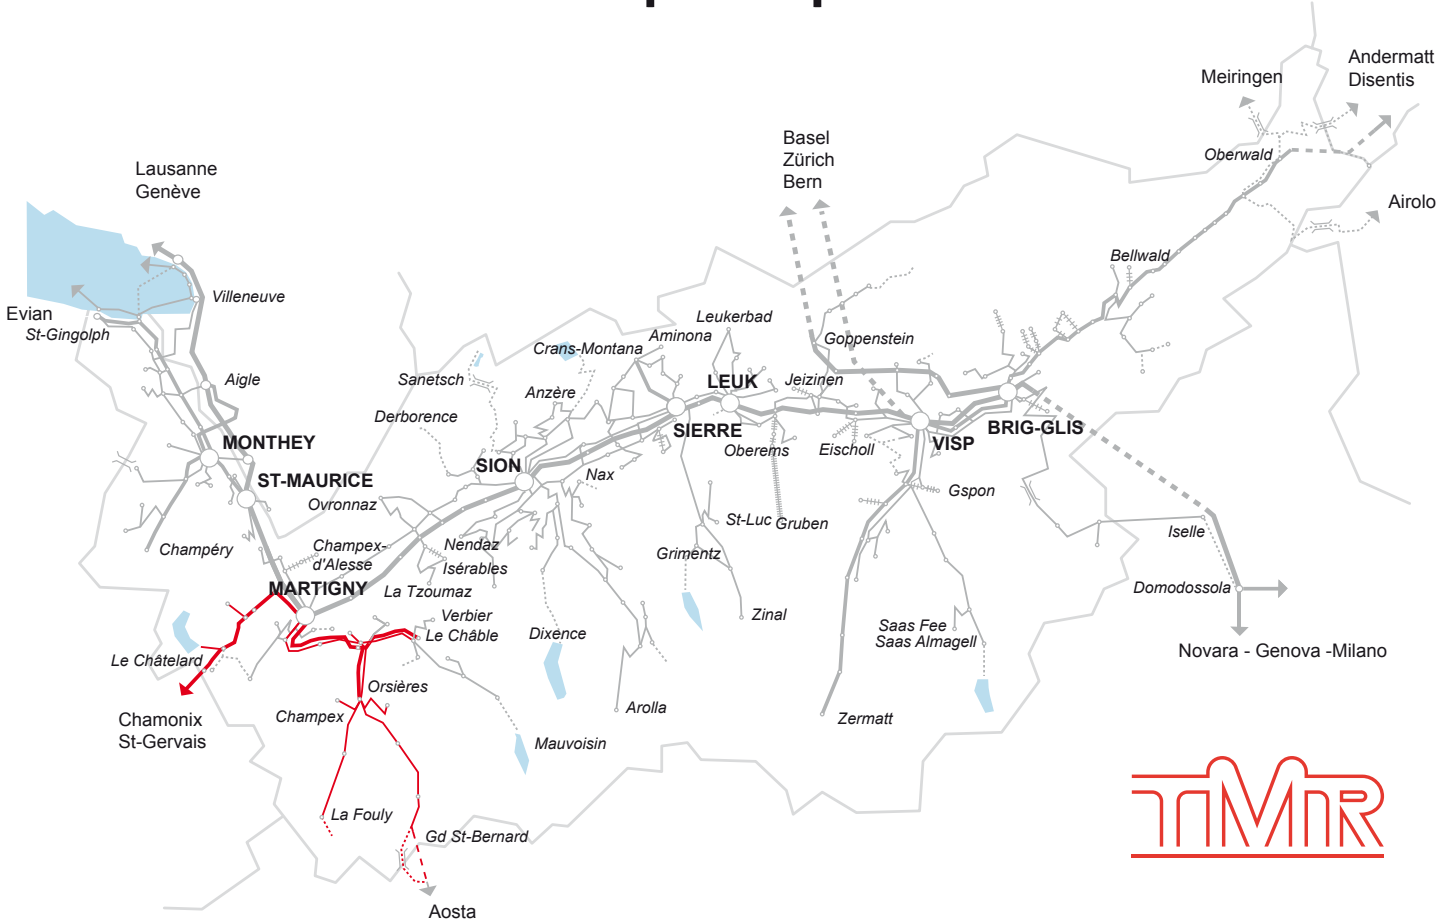 Meiringen
Andermatt
Disentis
Basel
Zürich
Bern
Oberwald
Lausanne
Genève
Airolo
Bellwald
Villeneuve
Evian
St-Gingolph
Leukerbad
Aminona
Crans-Montana
Goppenstein
Aigle
Sanetsch
Anzère
LEUK
Jeizinen
Derborence
MONTHEY
SIERRE
BRIG-GLIS
VISP
Oberems
Eischoll
SION
ST-MAURICE
Nax
Ovronnaz
Gspon
St-Luc
Gruben
Iselle
Champéry
Champex-
d'Alesse
Nendaz
Isérables
Grimentz
MARTIGNY
La Tzoumaz
Domodossola
Verbier
Le Châble
Zinal
Dixence
Saas Fee
Saas Almagell
Novara - Genova -Milano
Le Châtelard
Orsières
Champex
Arolla
Zermatt
Chamonix
St-Gervais
Mauvoisin
La Fouly
Gd St-Bernard
TMR
Aosta